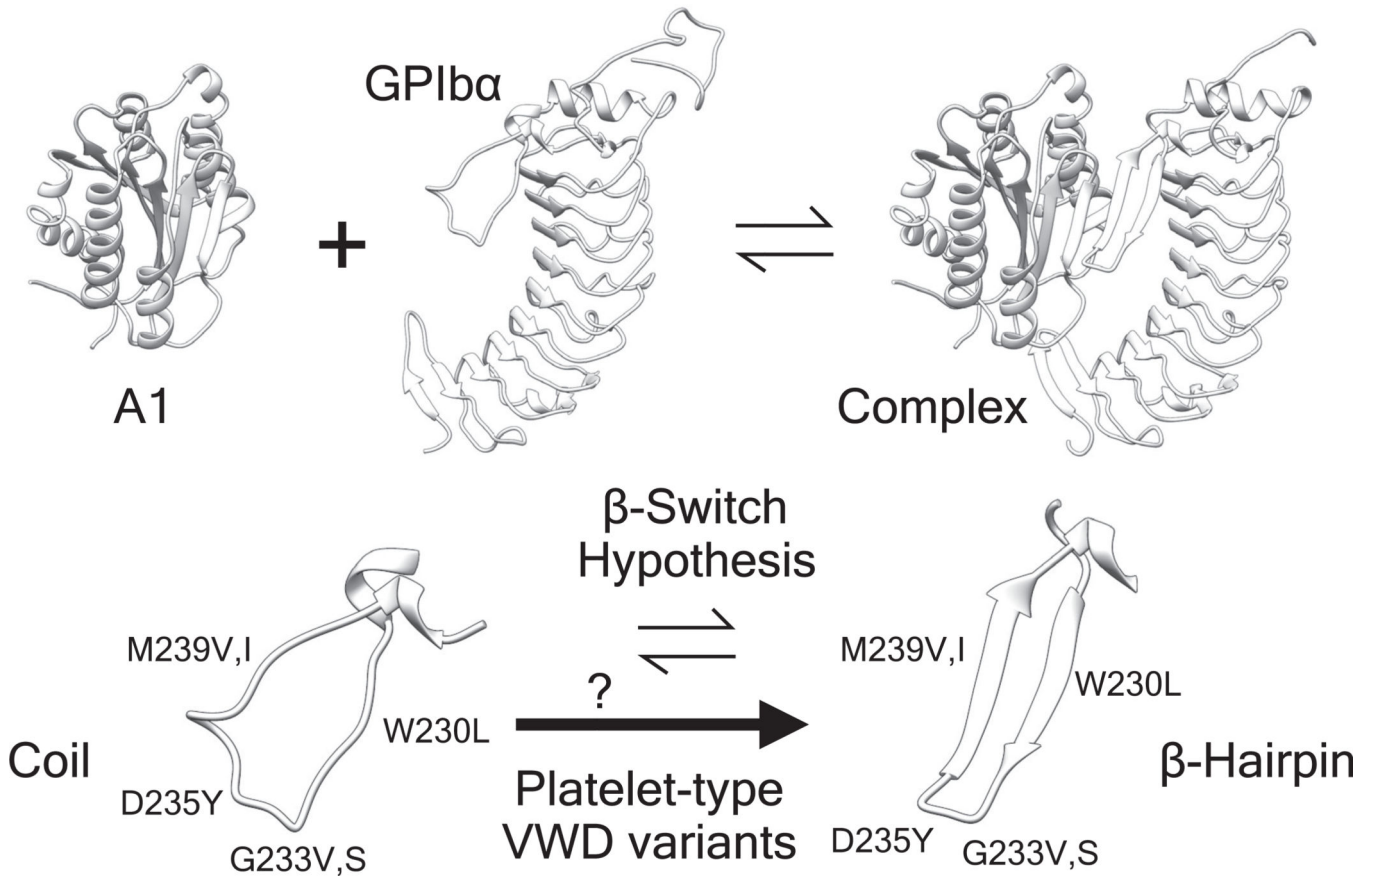 GPIbα
+
A1
Complex
β-Switch
Hypothesis
M239V,I
M239V,I
W230L
?
W230L
Coil
β-Hairpin
D235Y
Platelet-type
VWD variants
D235Y
G233V,S
G233V,S